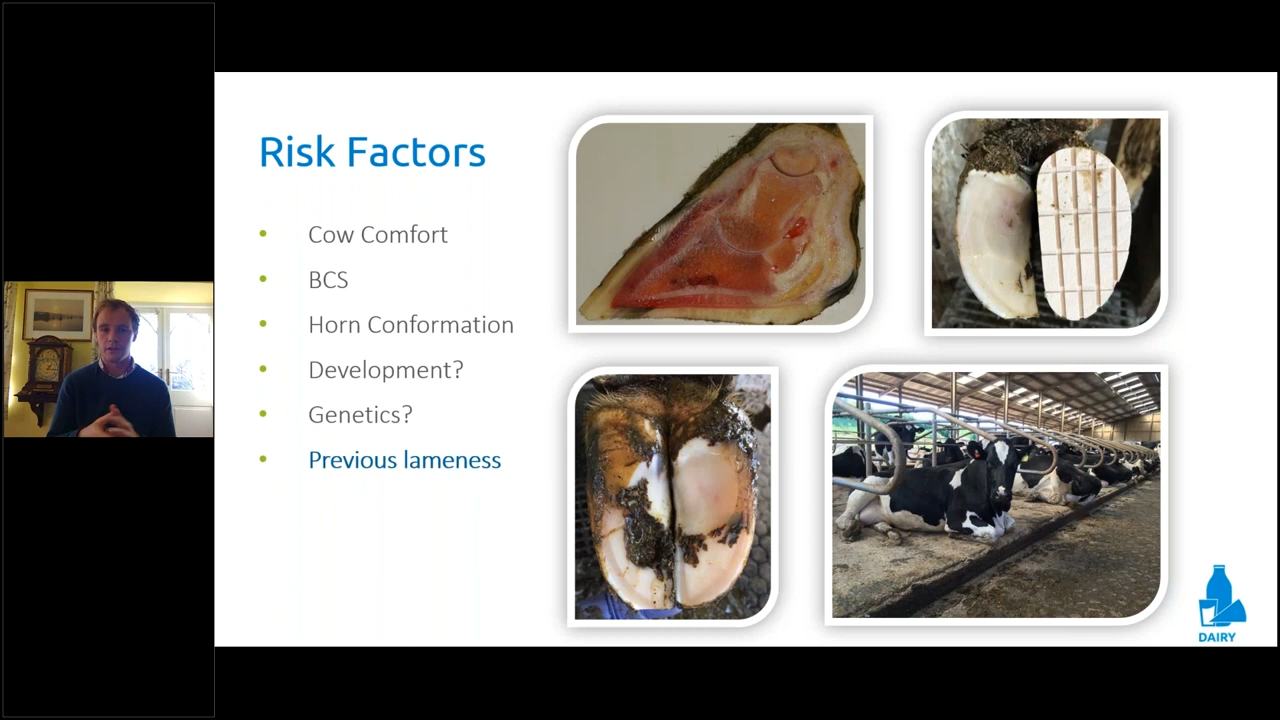 Risk Factors
Cow Comfort
BCS
Horn Conformation
Development?
Genetics?
Previous lameness
DAIRY